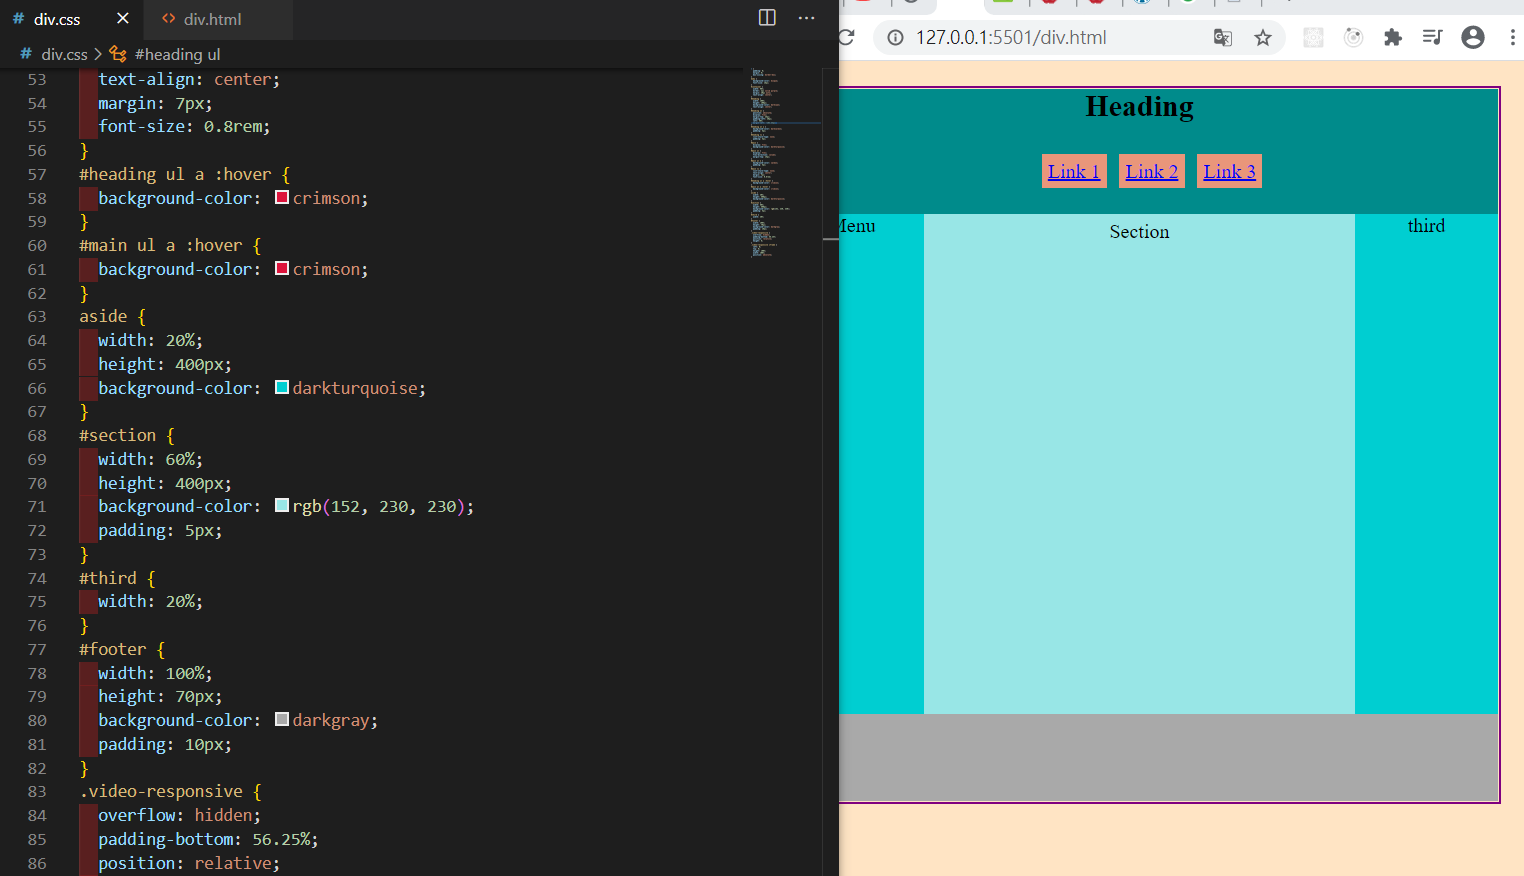 # div.css × <> div.html
# div.css > #heading ul
53 text-align: center;
54 margin: 7px;
55 font-size: 0.8rem;
56 }
57 #heading ul a :hover {
58 background-color: crimson;
59 }
60 #main ul a :hover {
61 background-color: crimson;
62 }
63 aside {
64 width: 20%;
65 height: 400px;
66 background-color: darkturquoise;
67 }
68 #section {
69 width: 60%;
70 height: 400px;
71 background-color: rgb(152, 230, 230);
72 padding: 5px;
73 }
74 #third {
75 width: 20%;
76 }
77 #footer {
78 width: 100%;
79 height: 70px;
80 background-color: darkgray;
81 padding: 10px;
82 }
83 .video-responsive {
84 overflow: hidden;
85 padding-bottom: 56.25%;
86 position: relative;
127.0.0.1:5501/div.html
Heading
Link 1 Link 2 Link 3
Menu Section third